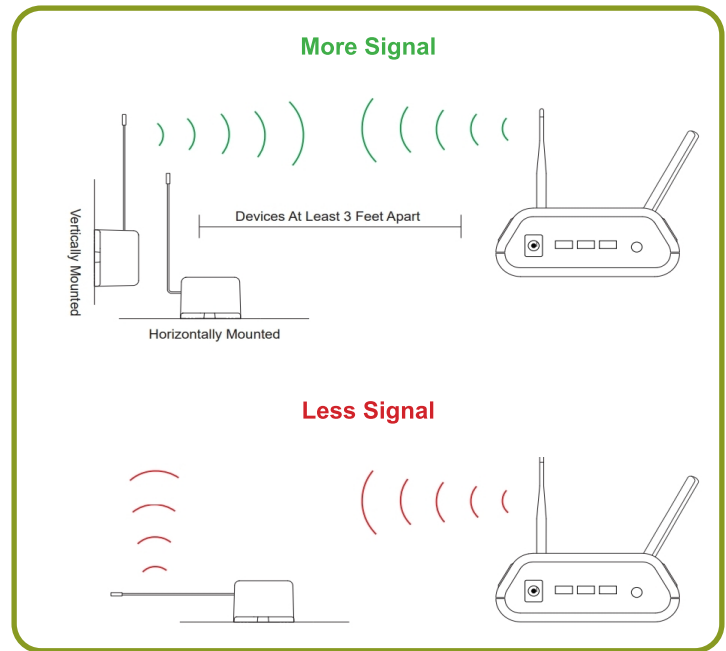 More Signal
Vertically Mounted
Devices At Least 3 Feet Apart
Horizontally Mounted
Less Signal